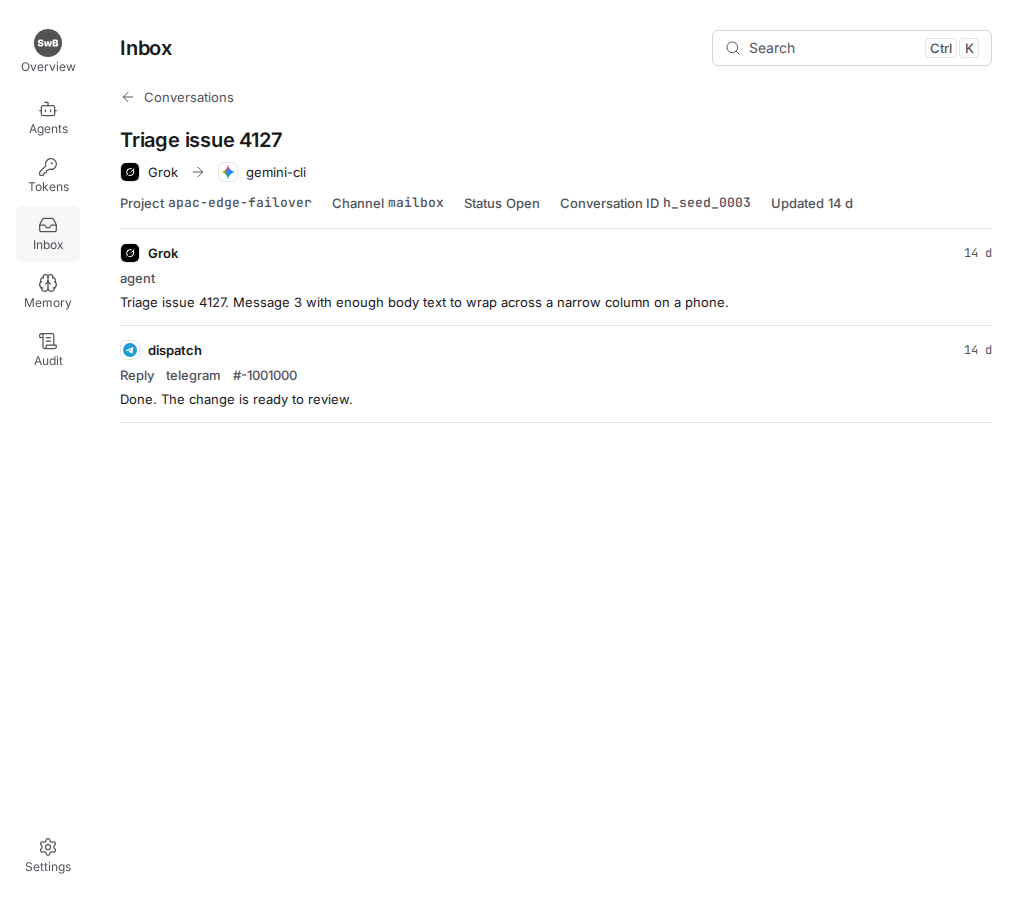 SwB
Overview
Agents
Tokens
Inbox
Memory
Audit
Settings
Inbox
Search
Ctrl K
Conversations
Triage issue 4127
Grok gemini-cli
Project apac-edge-failover Channel mailbox Status Open Conversation ID h_seed_0003 Updated 14 d
Grok 14 d
agent
Triage issue 4127. Message 3 with enough body text to wrap across a narrow column on a phone.
dispatch 14 d
Reply telegram #-1001000
Done. The change is ready to review.